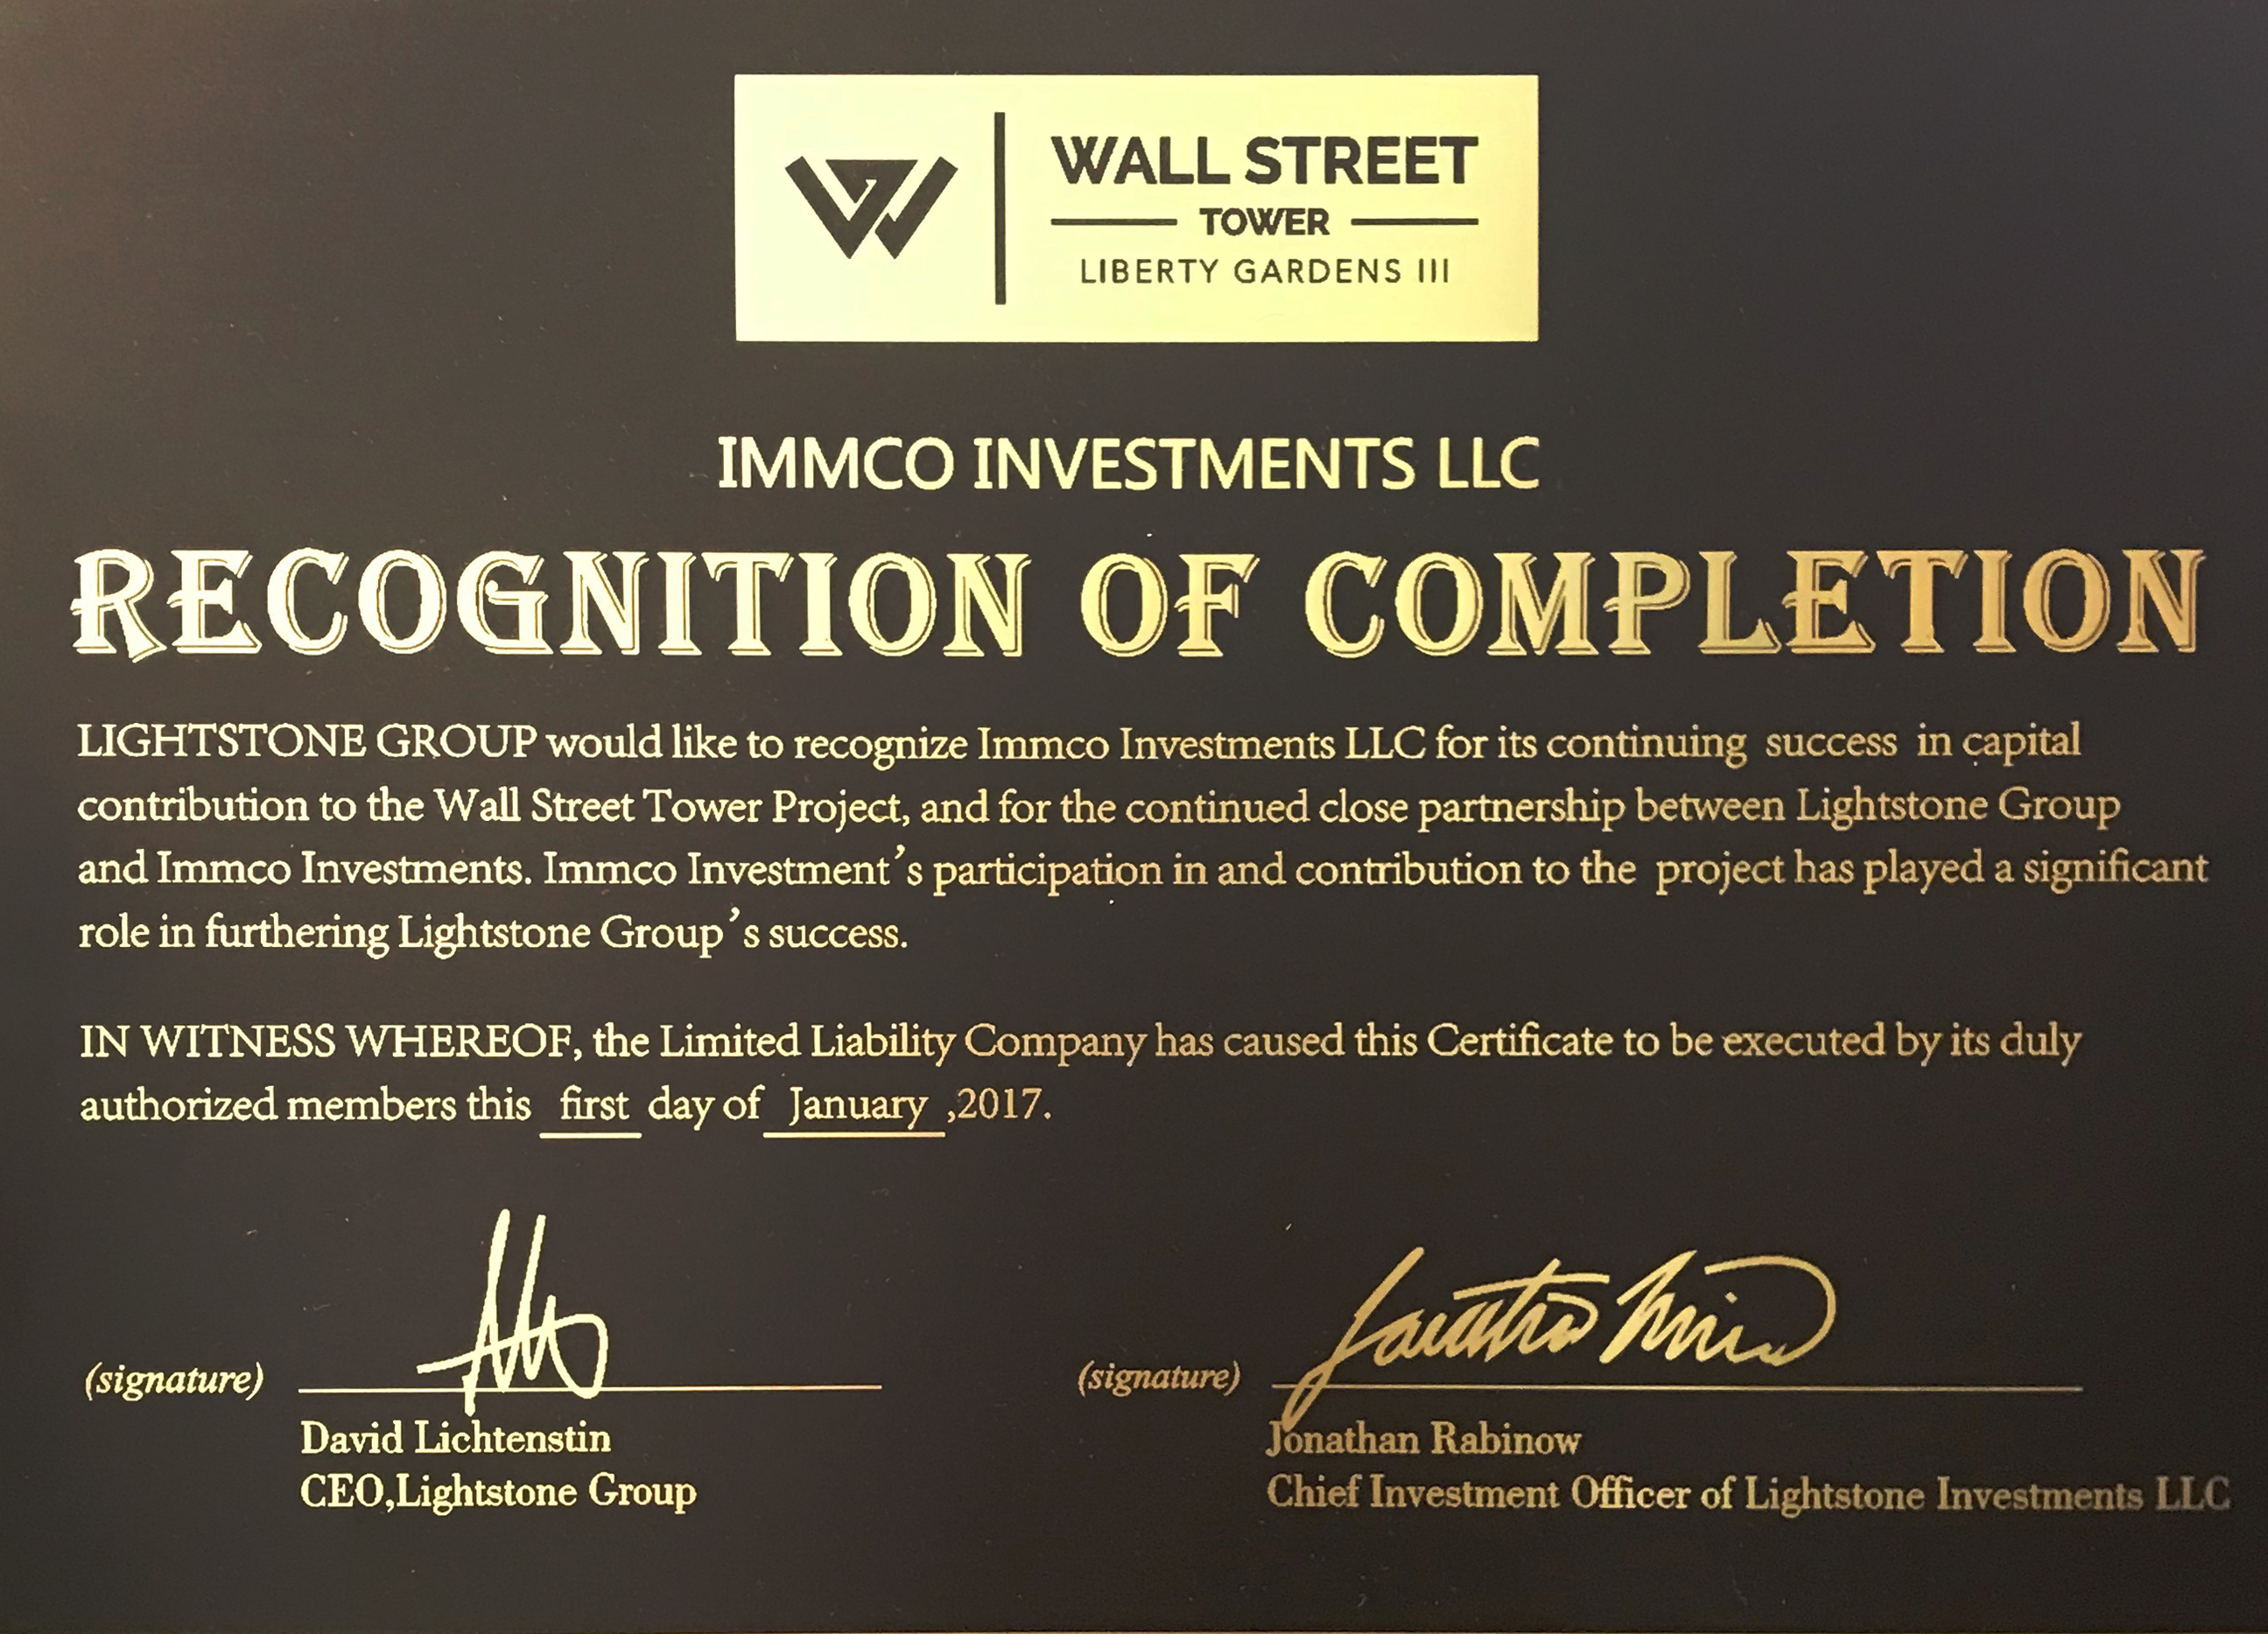 WALL STREET
TOWER
LIBERTY GARDENS III
IMMCO INVESTMENTS LLC
RECOGNITION OF COMPLETION
LIGHTSTONE GROUP would like to recognize Immco Investments LLC for its continuing success in capital
contribution to the Wall Street Tower Project, and for the continued close partnership between Lightstone Group
and Immco Investments. Immco Investment's participation in and contribution to the project has played a significant
role in furthering Lightstone Group's success.
IN WITNESS WHEREOF, the Limited Liability Company has caused this Certificate to be executed by its duly
authorized members this first day of January ,2017.
(signature) (signature)
David Lichtenstin Jonathan Rabinow
CEO,Lightstone Group Chief Investment Officer of Lightstone Investments LLC